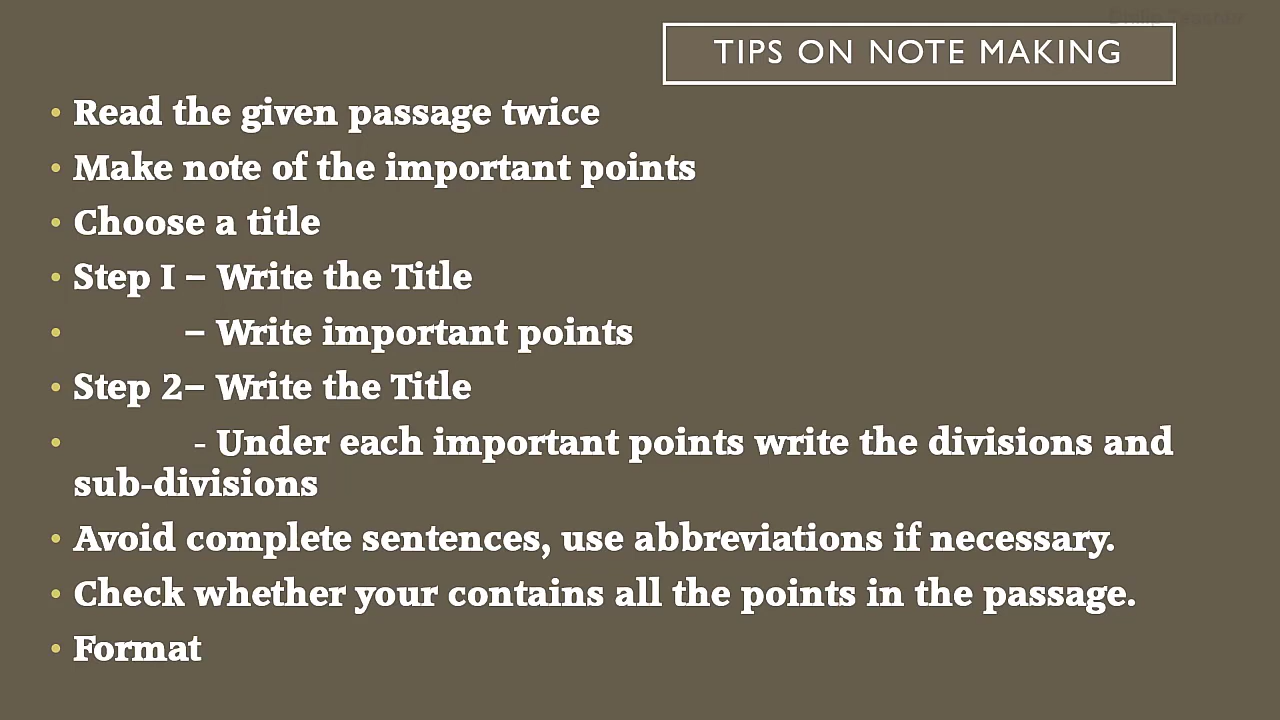 Philip Teacher
TIPS ON NOTE MAKING
• Read the given passage twice
• Make note of the important points
• Choose a title
• Step I – Write the Title
• – Write important points
• Step 2– Write the Title
• - Under each important points write the divisions and
sub-divisions
• Avoid complete sentences, use abbreviations if necessary.
• Check whether your contains all the points in the passage.
• Format